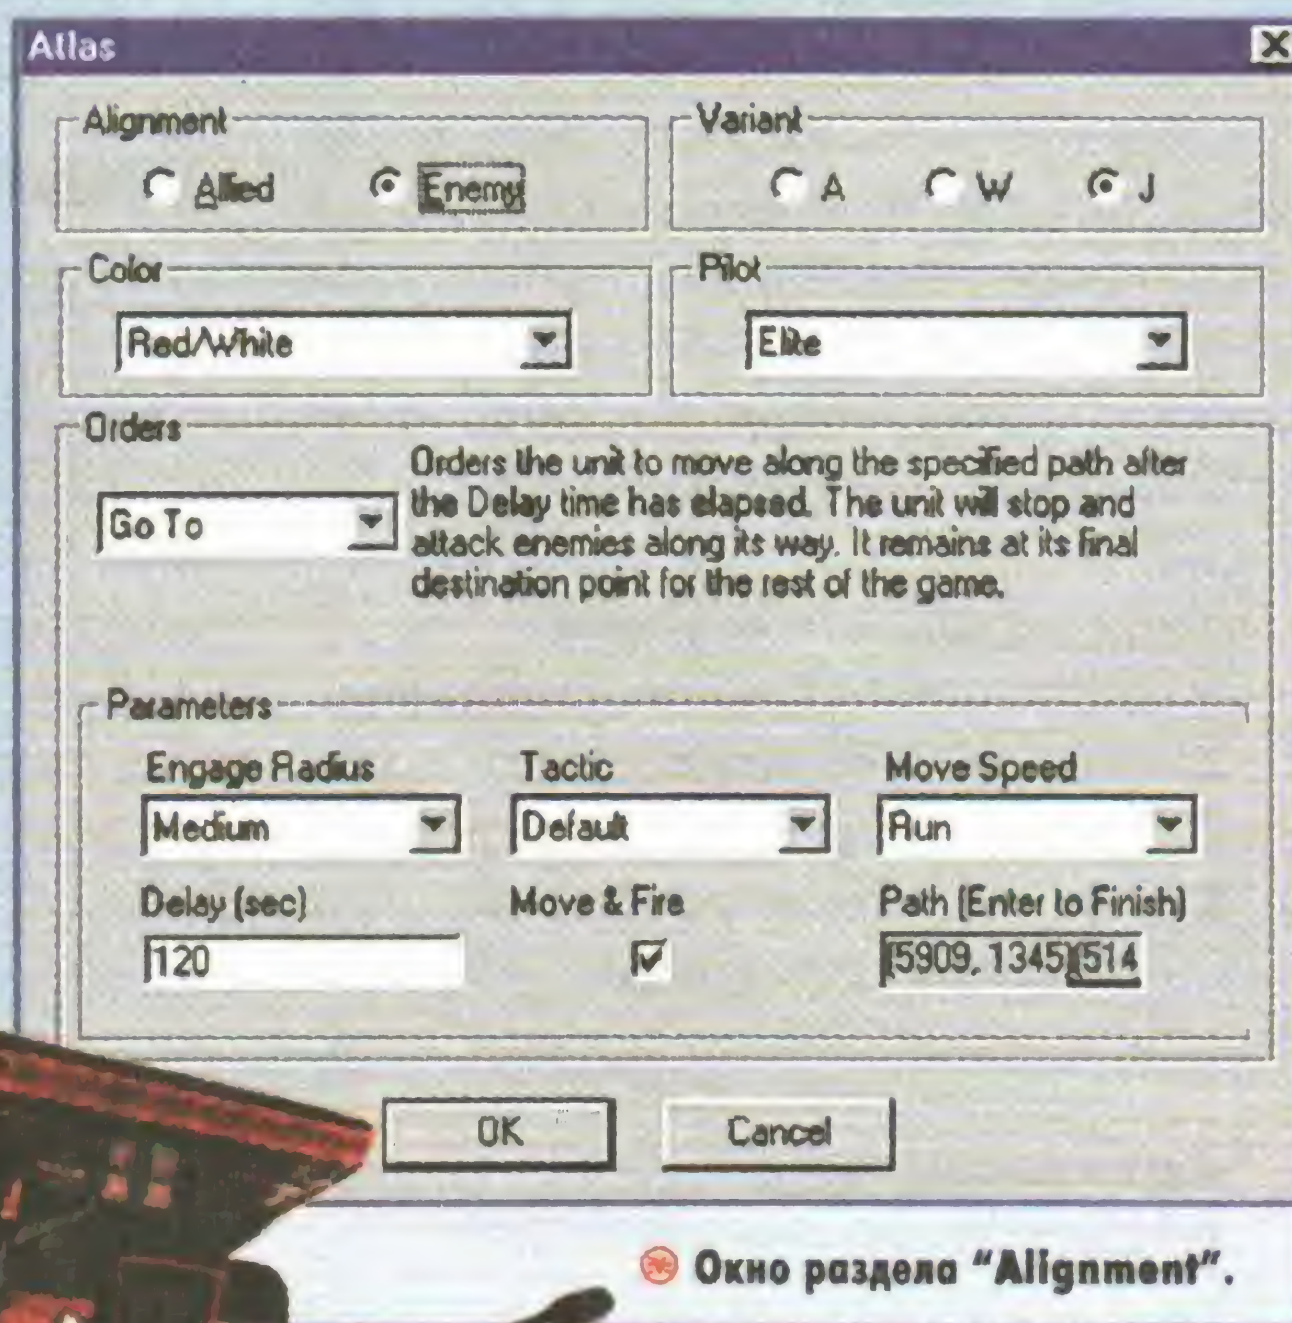 Atlas
Alignment
Allied Enemy
Variant
A W J
Color
Red/White
Pilot
Elite
Orders
Go To
Orders the unit to move along the specified path after
the Delay time has elapsed. The unit will stop and
attack enemies along its way. It remains at its final
destination point for the rest of the game.
Parameters
Engage Radius Tactic Move Speed
Medium Default Run
Delay (sec) Move & Fire Path (Enter to Finish)
120 (5909, 1345)(514
OK Cancel
Окно раздела "Alignment".